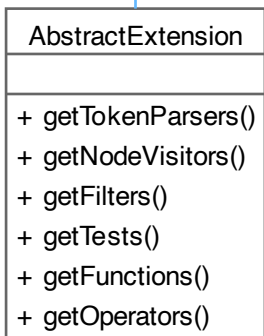 AbstractExtension
+ getTokenParsers()
+ getNodeVisitors()
+ getFilters()
+ getTests()
+ getFunctions()
+ getOperators()